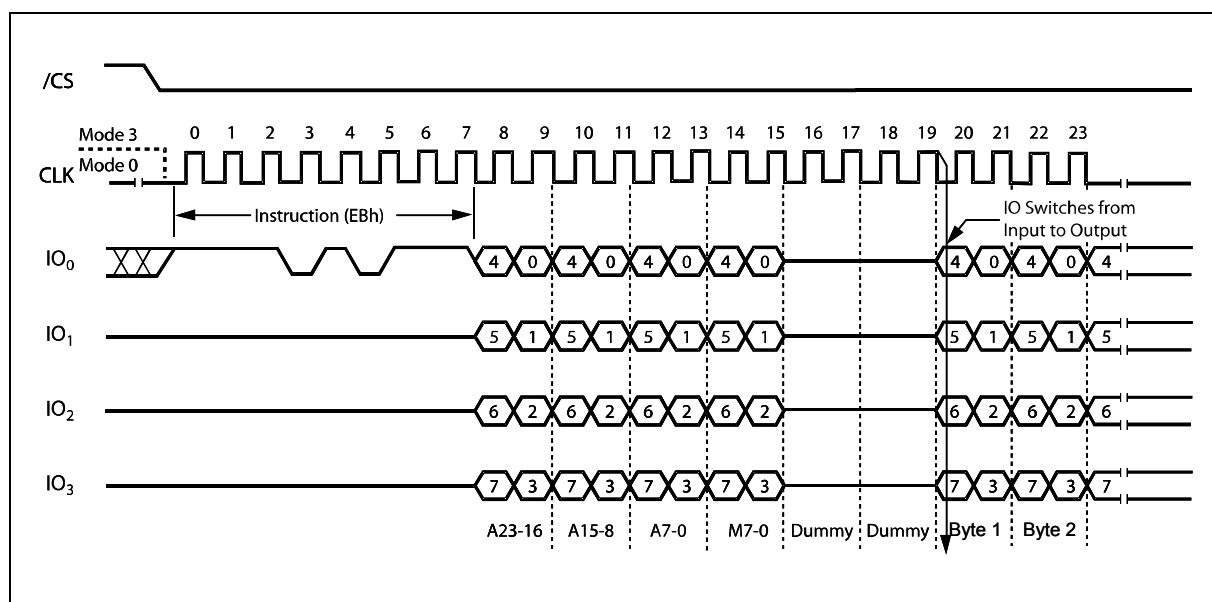 /CS
Mode 3
0 1 2 3 4 5 6 7 8 9 10 11 12 13 14 15 16 17 18 19 20 21 22 23
Mode 0
CLK
Instruction (EBh)
IO Switches from
Input to Output
IO0 4 0 4 0 4 0 4 0 4 0 4 0 4
IO1 5 1 5 1 5 1 5 1 5 1 5 1 5
IO2 6 2 6 2 6 2 6 2 6 2 6 2 6
IO3 7 3 7 3 7 3 7 3 7 3 7 3 7
A23-16 A15-8 A7-0 M7-0 Dummy Dummy Byte 1 Byte 2